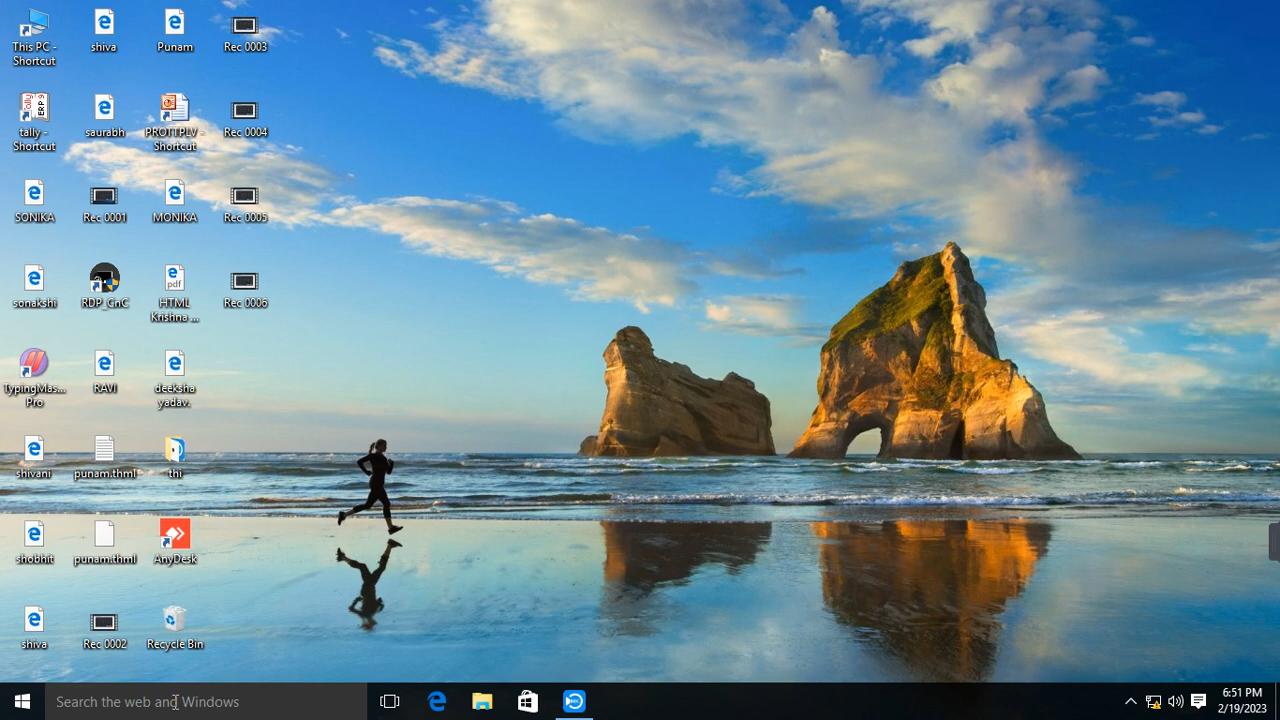 This PC -
Shortcut
shiva
Punam
Rec 0003
tally -
Shortcut
saurabh
PROTTPLV -
Shortcut
Rec 0004
SONIKA
Rec 0001
MONIKA
Rec 0005
sonakshi
RDP_CnC
HTML
Krishna ...
Rec 0006
TypingMas...
Pro
RAVI
deeksha
yadav.
shivani
punam.thml
thi
shobhit
punam.thml
AnyDesk
shiva
Rec 0002
Recycle Bin
Search the web and Windows
6:51 PM
2/19/2023